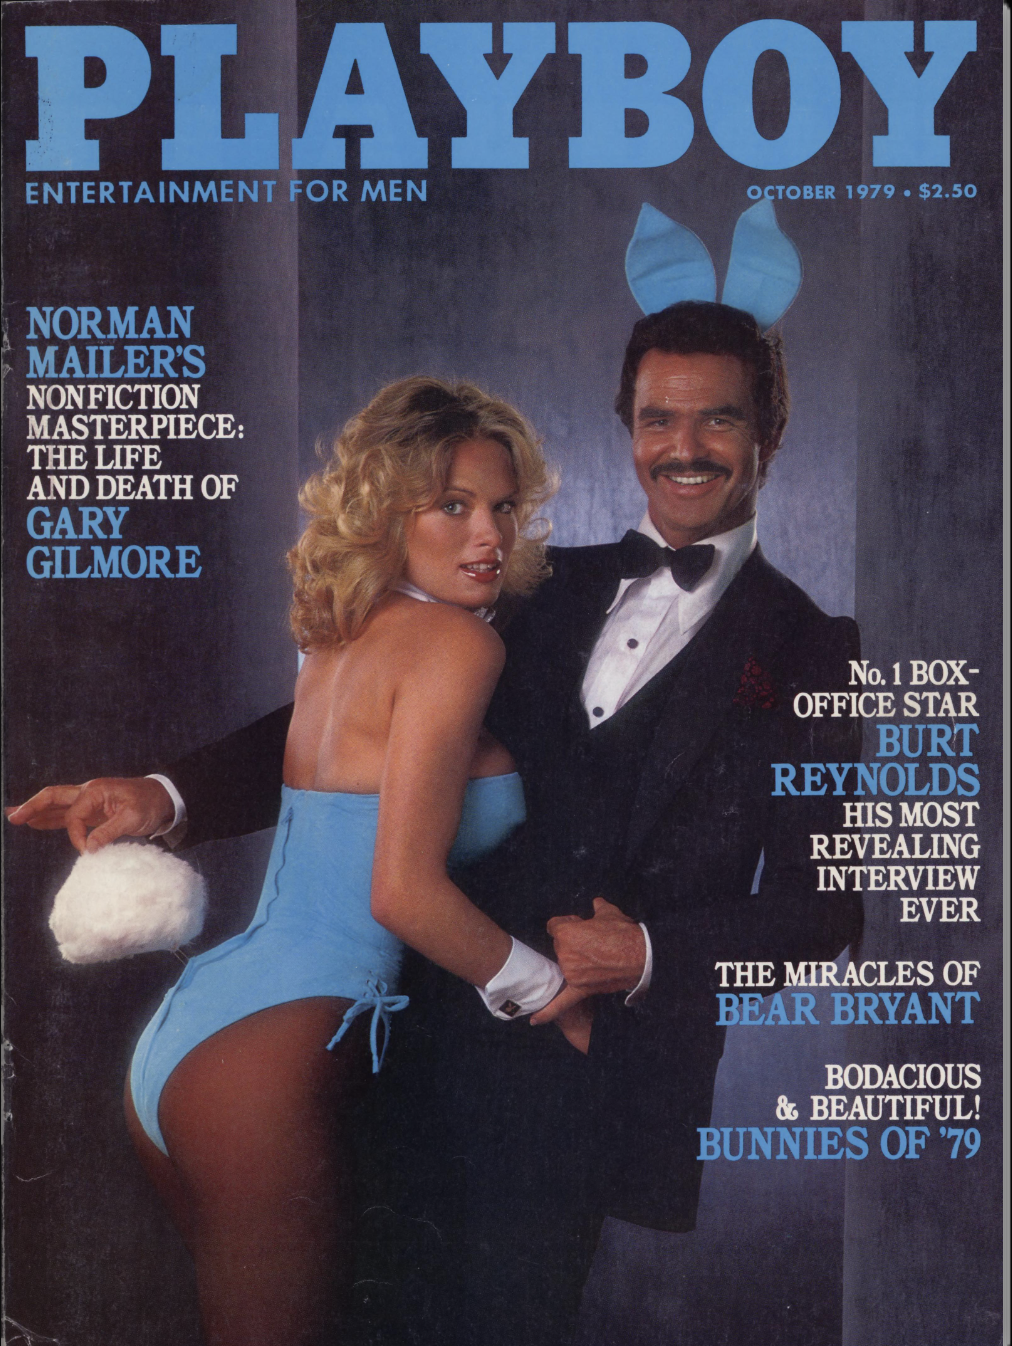 PLAYBOY
ENTERTAINMENT FOR MEN
OCTOBER 1979 • $2.50
NORMAN
MAILER'S
NONFICTION
MASTERPIECE:
THE LIFE
AND DEATH OF
GARY
GILMORE
No. 1 BOX-
OFFICE STAR
BURT
REYNOLDS
HIS MOST
REVEALING
INTERVIEW
EVER
THE MIRACLES OF
BEAR BRYANT
BODACIOUS
& BEAUTIFUL!
BUNNIES OF '79